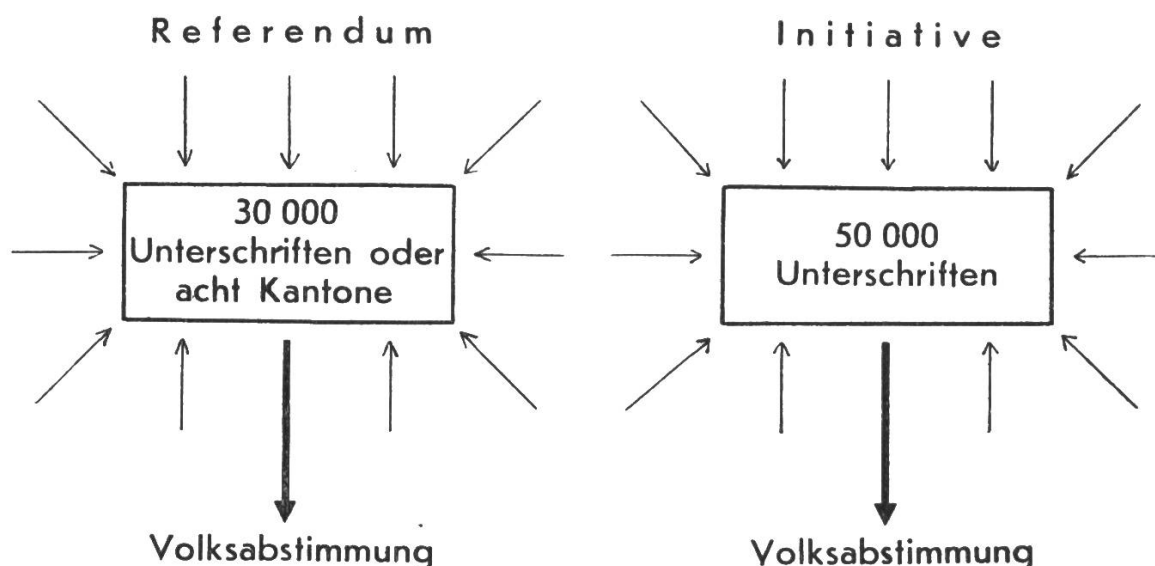 Referendum
30 000
Unterschriften oder
acht Kantone
Volksabstimmung
Initiative
50 000
Unterschriften
Volksabstimmung